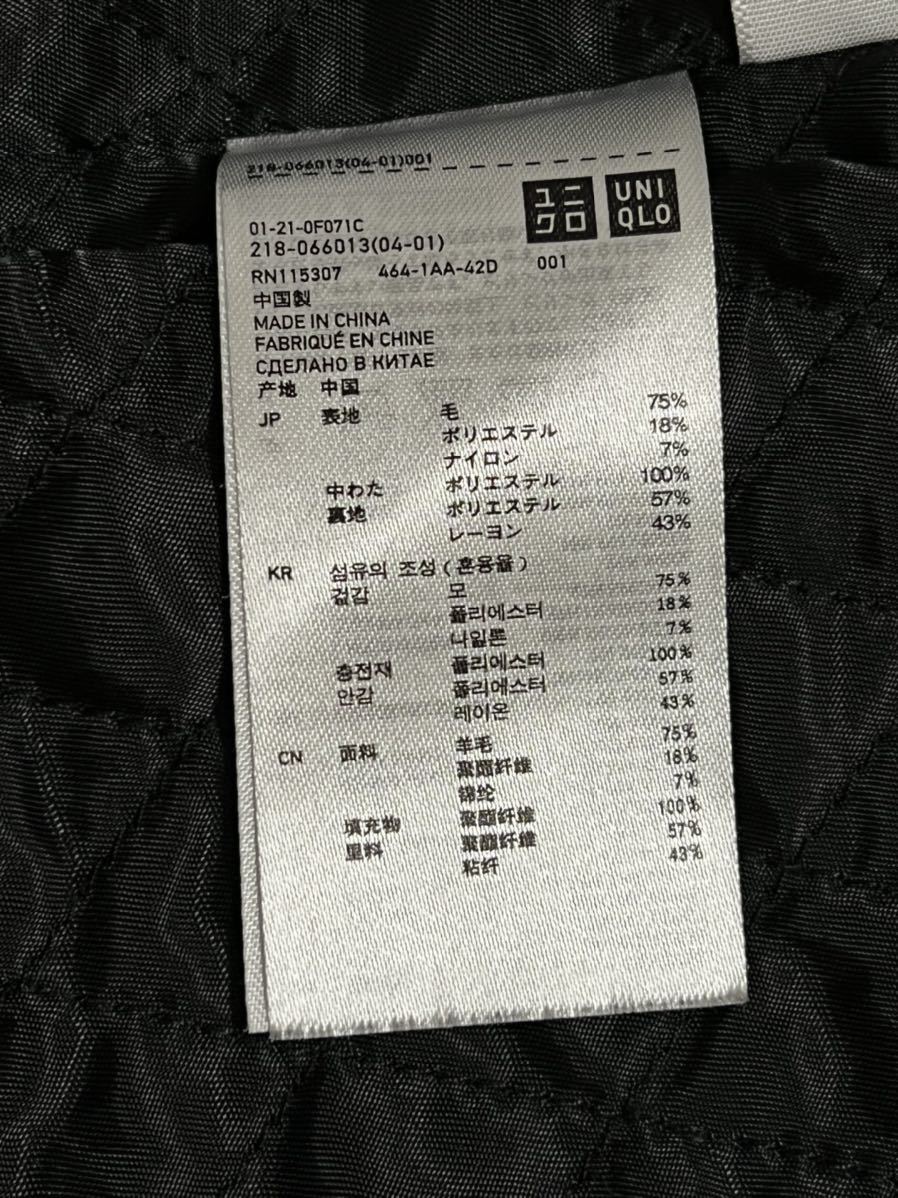 218-066013(04-01)001
ユニ
クロ
UNI
QLO
01-21-0F071C
218-066013(04-01)
RN115307 464-1AA-42D 001
中国製
MADE IN CHINA
FABRIQUÉ EN CHINE
СДЕЛАНО В КИТАЕ
产地 中国
JP 表地 毛 75%
ポリエステル 18%
ナイロン 7%
中わた ポリエステル 100%
裏地 ポリエステル 57%
レーヨン 43%
KR 섬유의 조성 ( 혼용율 )
겉감 모 75%
폴리에스터 18%
나일론 7%
충전재 폴리에스터 100%
안감 폴리에스터 57%
레이온 43%
CN 面料 羊毛 75%
聚酯纤维 18%
锦纶 7%
填充物 聚酯纤维 100%
里料 聚酯纤维 57%
粘纤 43%